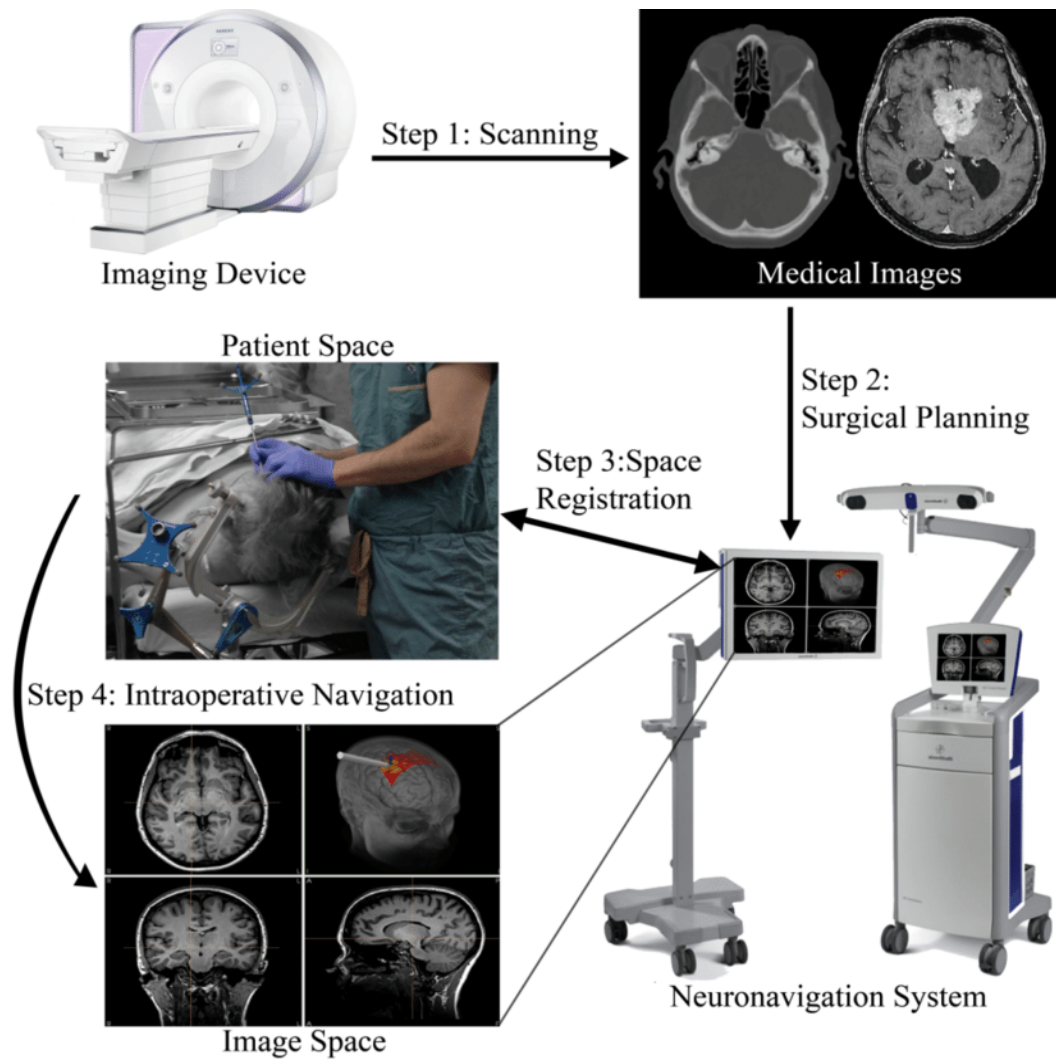 Step 1: Scanning
Imaging Device
Medical Images
Patient Space
Step 2:
Surgical Planning
Step 3:Space
Registration
Step 4: Intraoperative Navigation
Neuronavigation System
Image Space